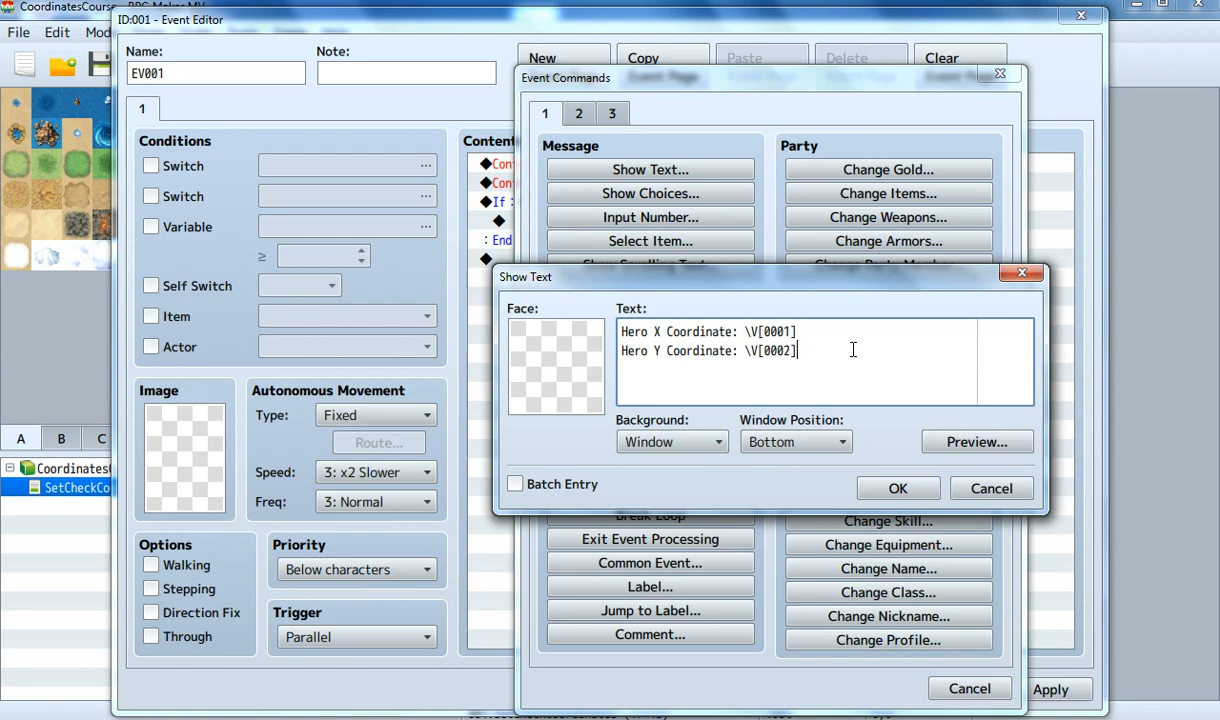 CoordinatesCourse
ID:001 - Event Editor
File Edit
Name:
Note:
EV001
New
Copy
Paste
Delete
Clear
Event Commands
1
1 2 3
Conditions
Switch
Switch
Variable
≥
Self Switch
Item
Actor
Message
Show Text...
Show Choices...
Input Number...
Select Item...
Party
Change Gold...
Change Items...
Change Weapons...
Change Armors...
◆If :
◆
: End
◆
Show Text
Face:
Text:
Hero X Coordinate: \V[0001]
Hero Y Coordinate: \V[0002]
Background:
Window
Window Position:
Bottom
Preview...
Batch Entry
OK
Cancel
Image
Autonomous Movement
Type: Fixed
Route...
Speed: 3: x2 Slower
Freq: 3: Normal
A B C
Options
Walking
Stepping
Direction Fix
Through
Priority
Below characters
Trigger
Parallel
Break Loop
Exit Event Processing
Common Event...
Label...
Jump to Label...
Comment...
Change Skill...
Change Equipment...
Change Name...
Change Class...
Change Nickname...
Change Profile...
Cancel
Apply